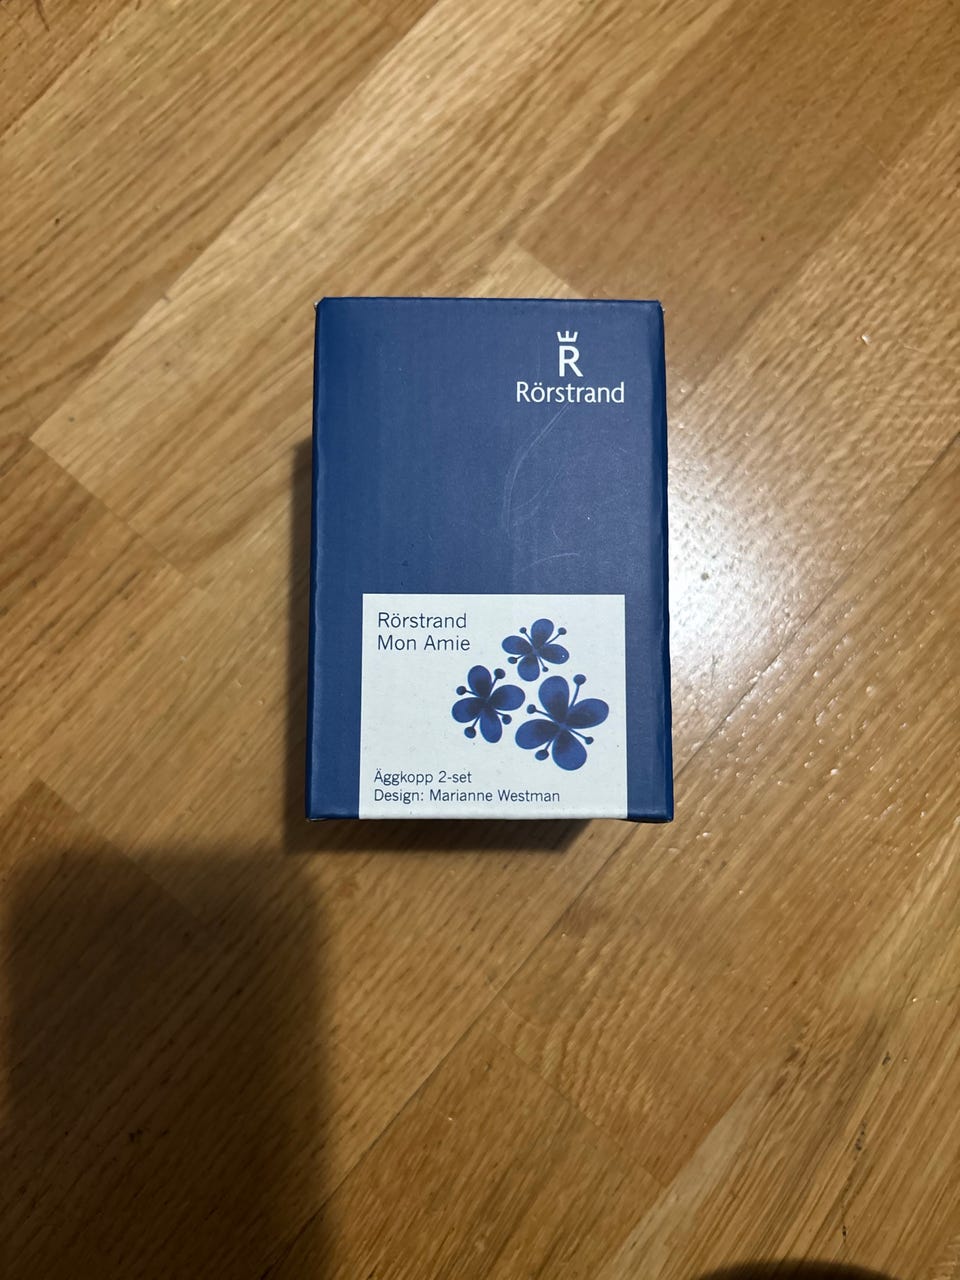 R
Rörstrand
Rörstrand
Mon Amie
Äggkopp 2-set
Design: Marianne Westman